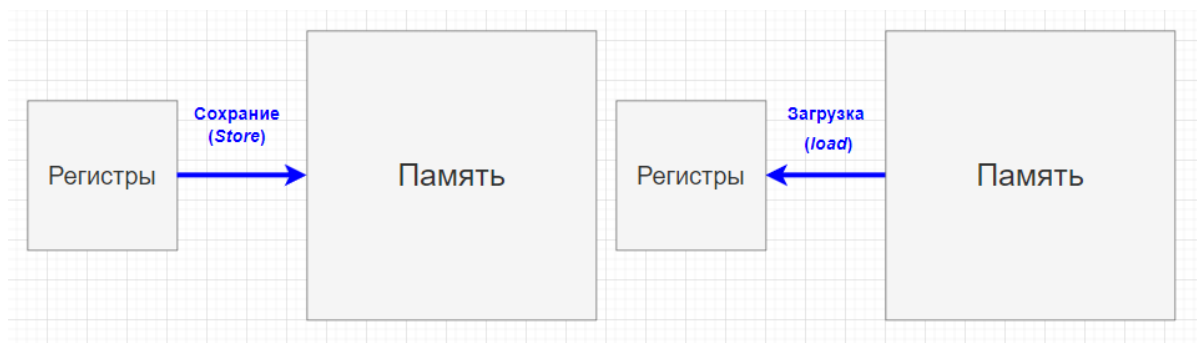 Регистры
Сохрание
(Store)
Память
Регистры
Загрузка
(load)
Память